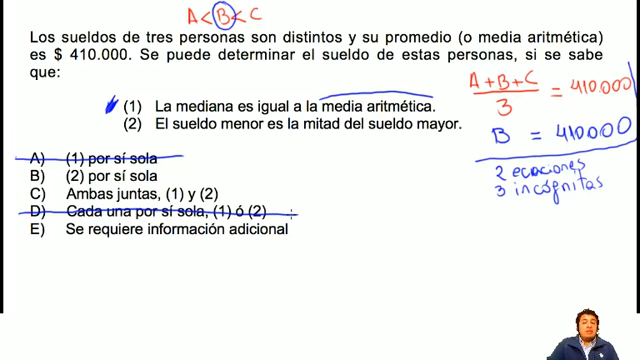 A < B < C
Los sueldos de tres personas son distintos y su promedio (o media aritmética)
es $ 410.000. Se puede determinar el sueldo de estas personas, si se sabe
que:
(1) La mediana es igual a la media aritmética.
(2) El sueldo menor es la mitad del sueldo mayor.
A) (1) por sí sola
B) (2) por sí sola
C) Ambas juntas, (1) y (2)
D) Cada una por sí sola, (1) ó (2)
E) Se requiere información adicional
A+B+C
3
= 410.000
B = 410.000
2 ecuaciones
3 incógnitas